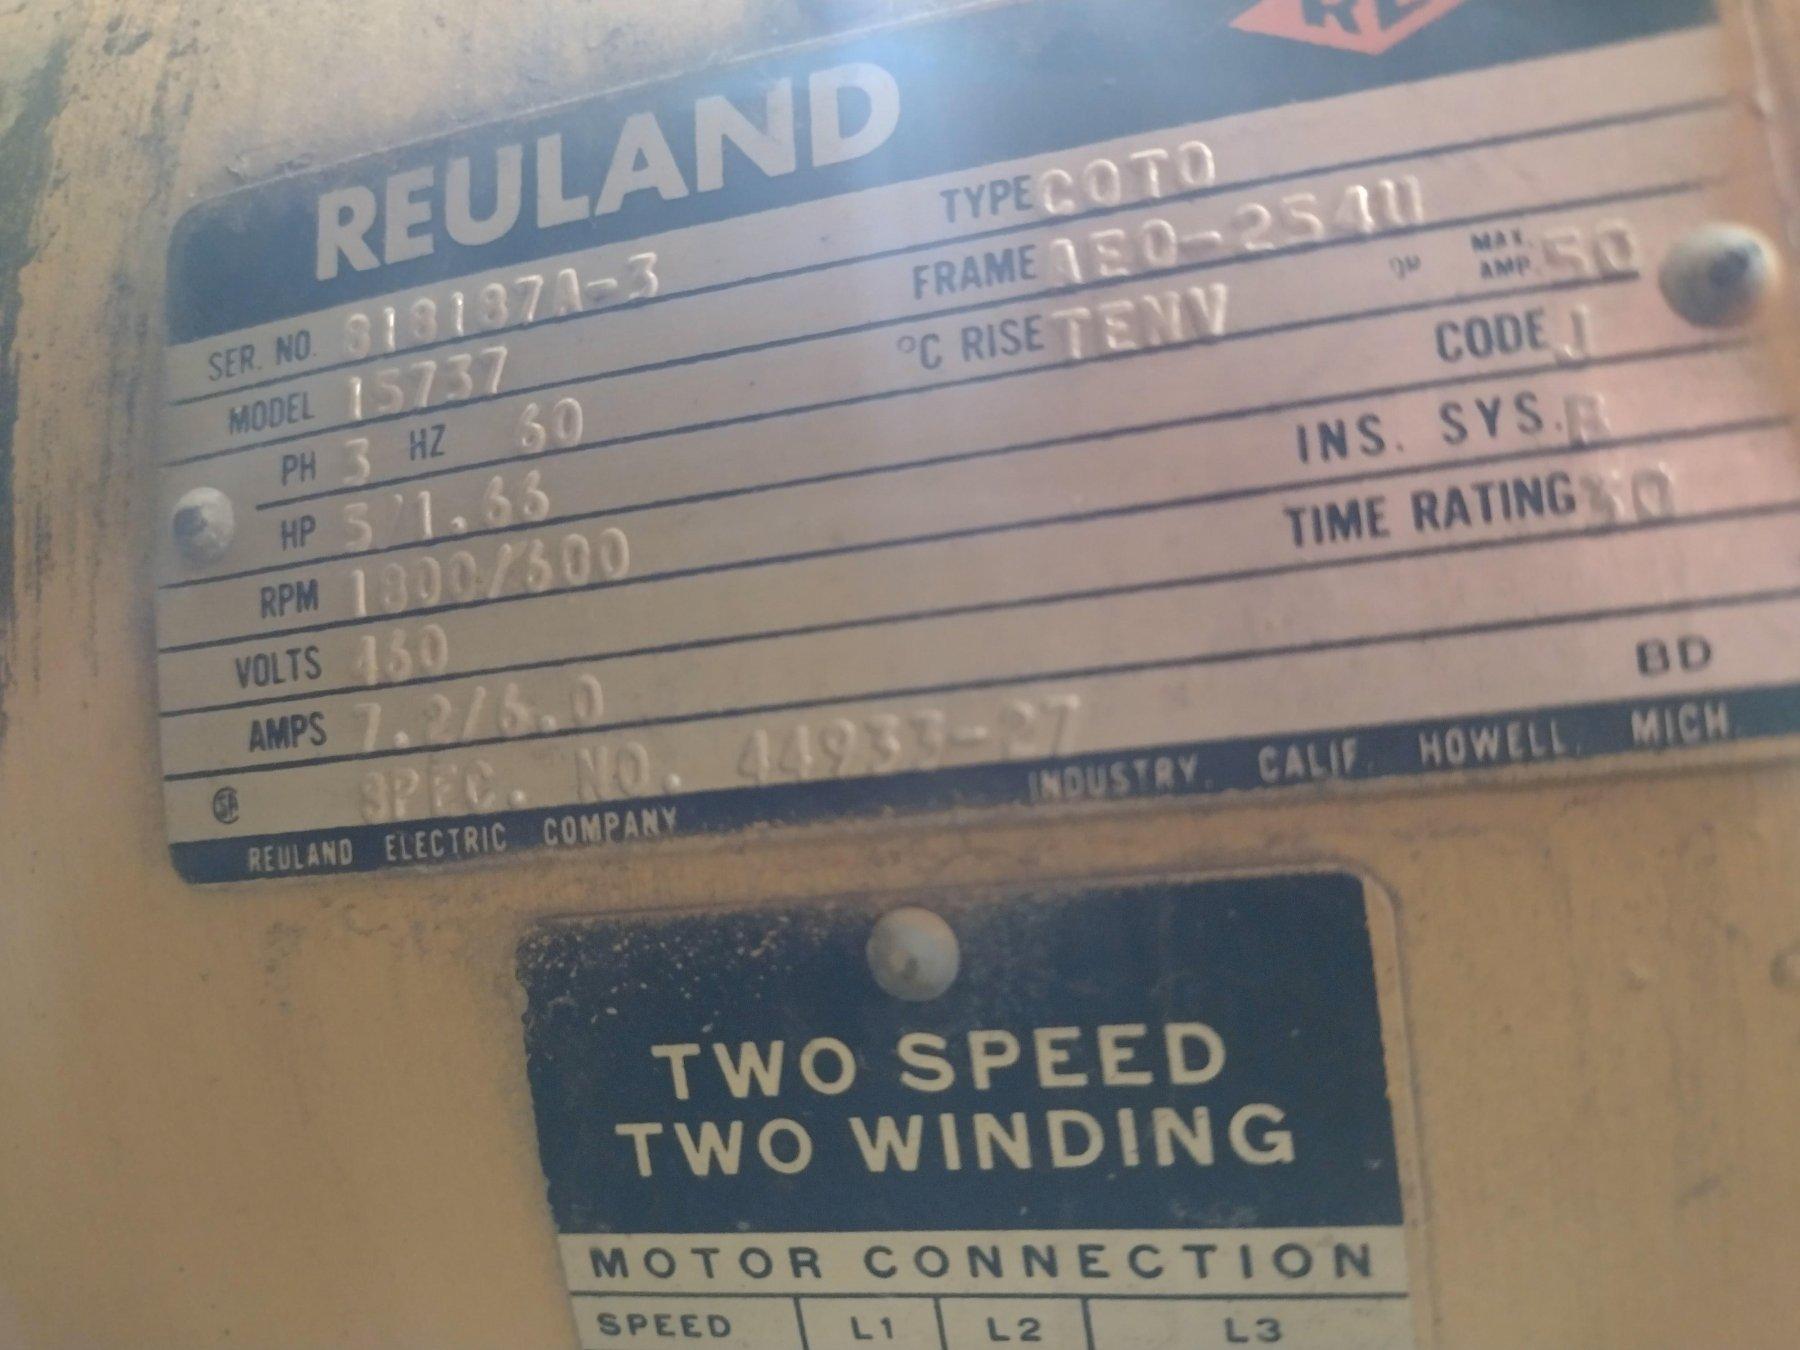 RE
REULAND
SER. NO. 818187A-3 TYPE COTO
MODEL 15737 FRAME 1E0-254U
PH 3 HZ 60 °C RISE TENV MAX. AMP. 50
HP 5/1.66 CODE J
RPM 1800/600 INS. SYS. B
VOLTS 460 TIME RATING
AMPS 7.2/6.0
SPEC. NO. 44933-27 BD
REULAND ELECTRIC COMPANY INDUSTRY, CALIF. HOWELL, MICH.
TWO SPEED
TWO WINDING
MOTOR CONNECTION
SPEED L1 L2 L3